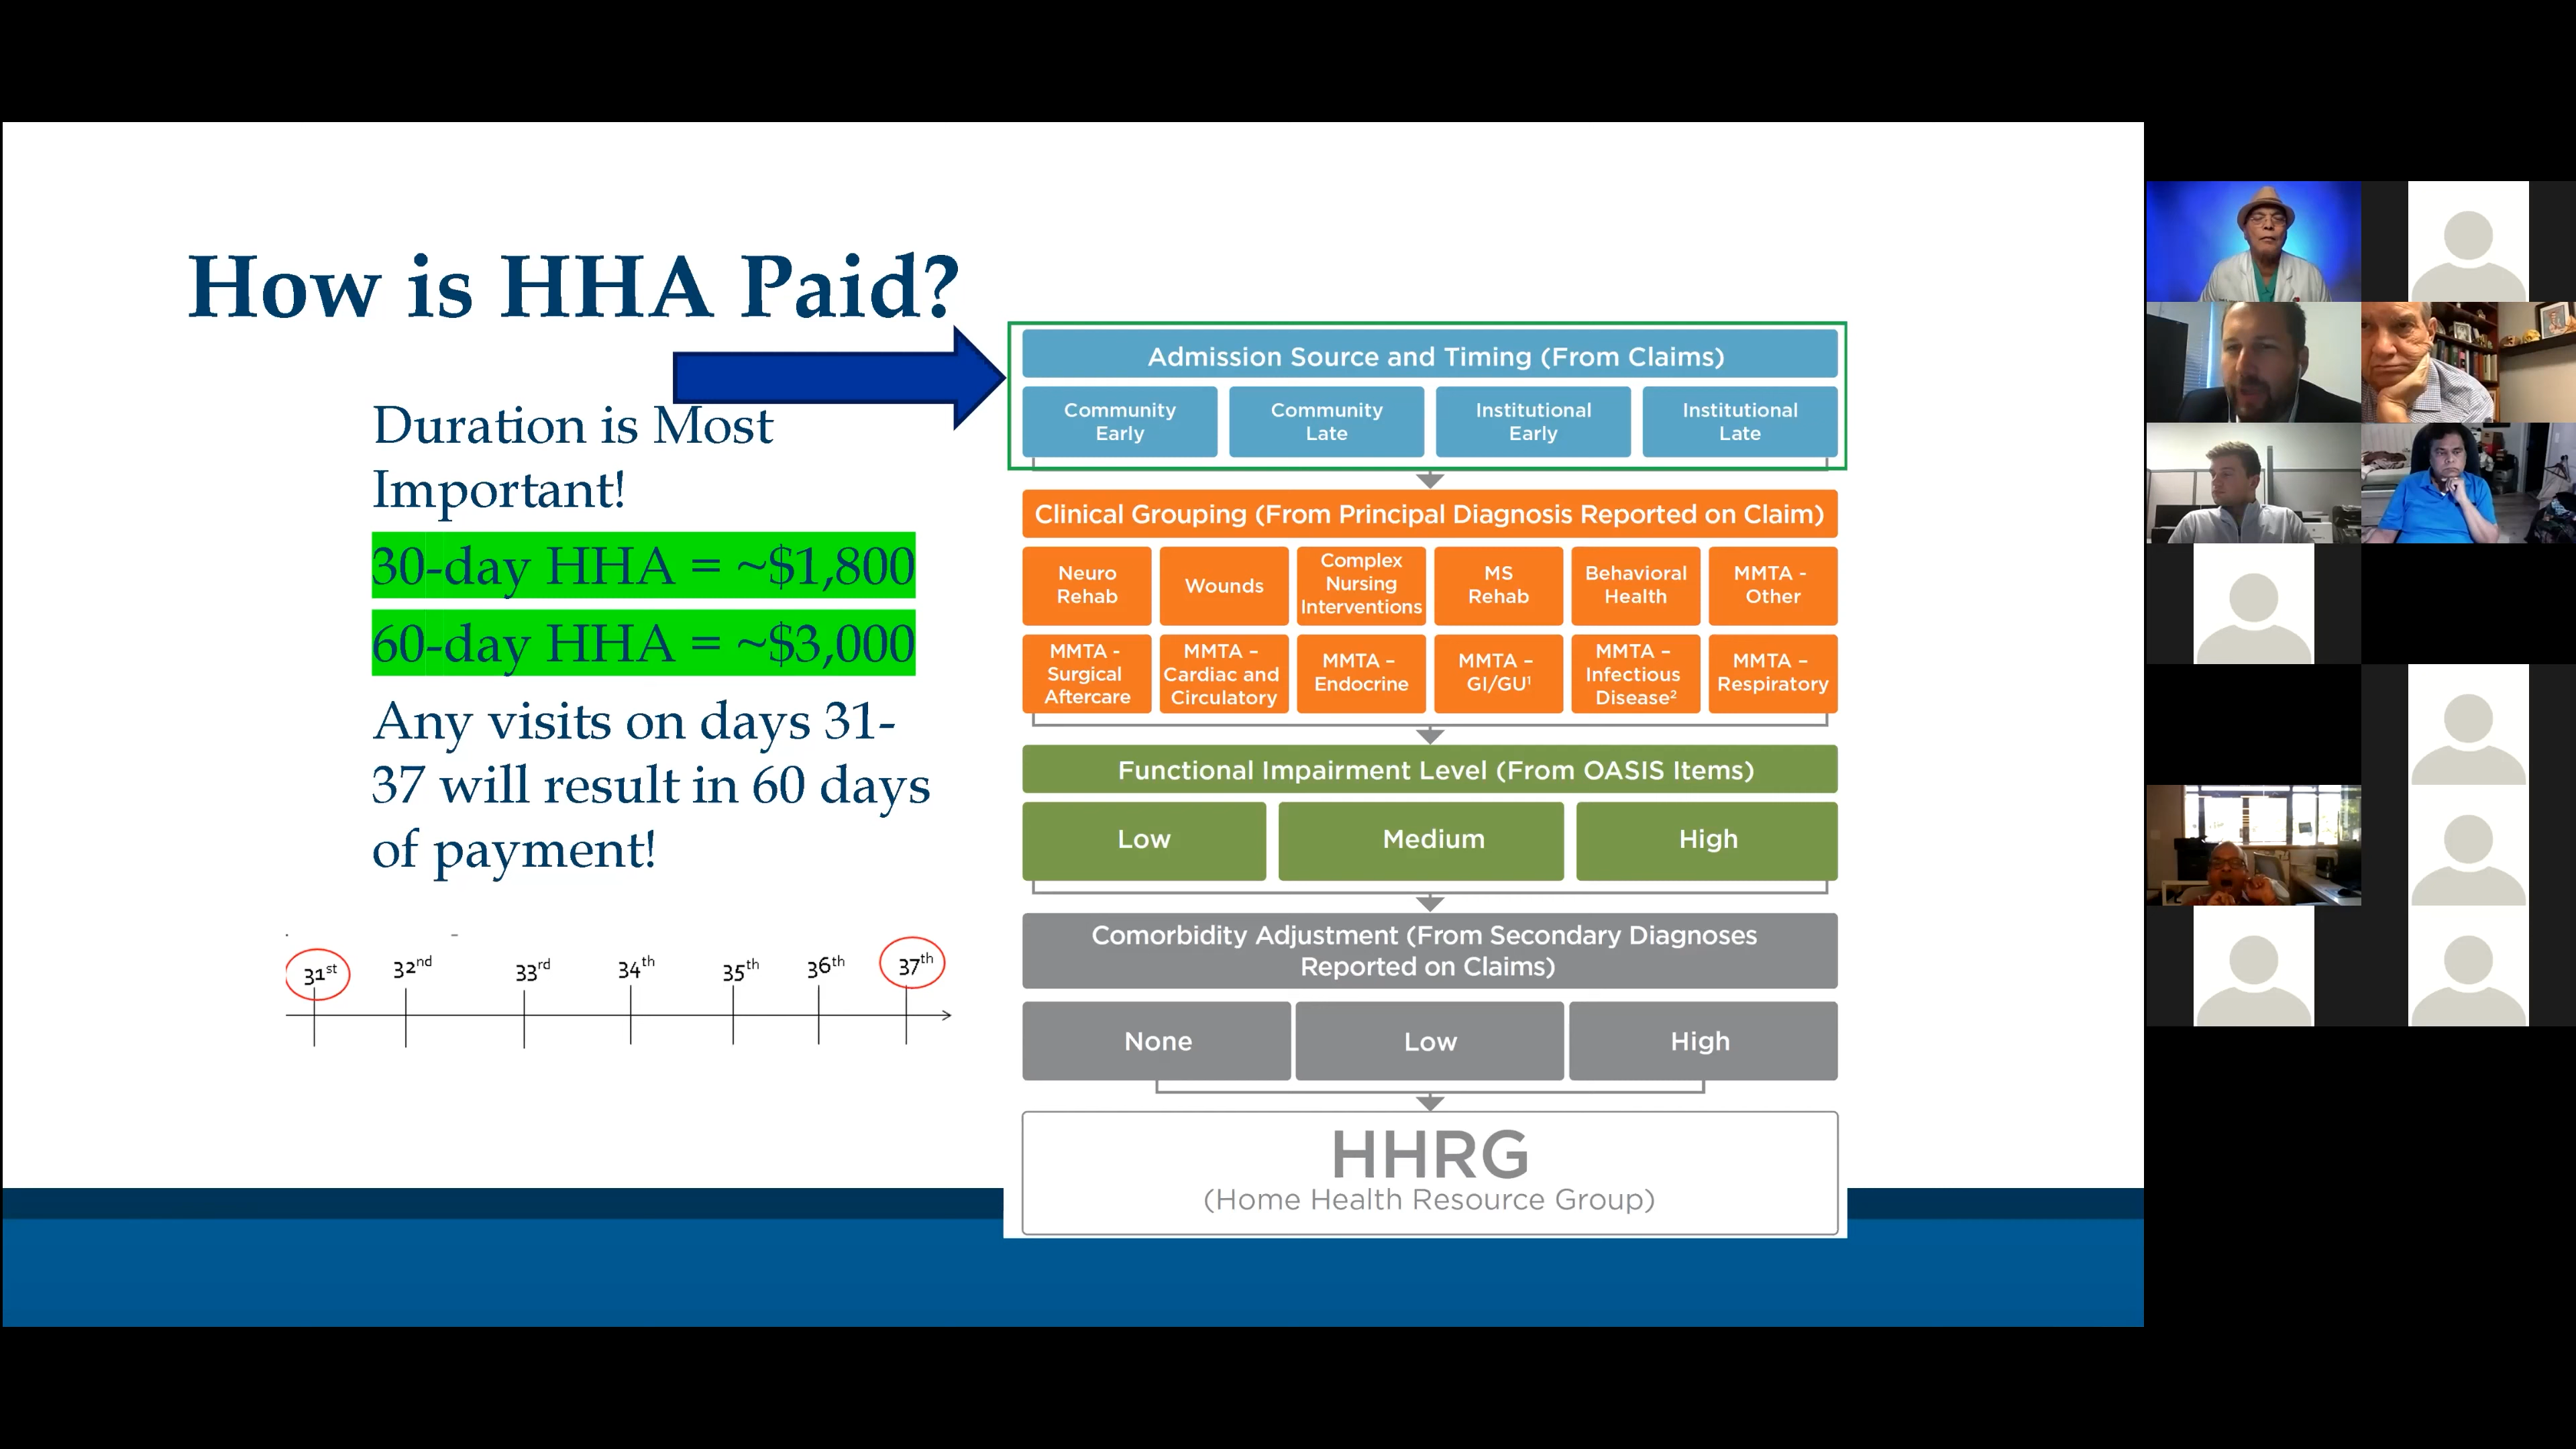 How is HHA Paid?
Duration is Most
Important!
30-day HHA = ~$1,800
60-day HHA = ~$3,000
Any visits on days 31-
37 will result in 60 days
of payment!
31st 32nd 33rd 34th 35th 36th 37th
Admission Source and Timing (From Claims)
Community
Early
Community
Late
Institutional
Early
Institutional
Late
Clinical Grouping (From Principal Diagnosis Reported on Claim)
Neuro
Rehab
Wounds
Complex
Nursing
Interventions
MS
Rehab
Behavioral
Health
MMTA -
Other
MMTA -
Surgical
Aftercare
MMTA –
Cardiac and
Circulatory
MMTA –
Endocrine
MMTA –
GI/GU¹
MMTA –
Infectious
Disease²
MMTA –
Respiratory
Functional Impairment Level (From OASIS Items)
Low
Medium
High
Comorbidity Adjustment (From Secondary Diagnoses
Reported on Claims)
None
Low
High
HHRG
(Home Health Resource Group)